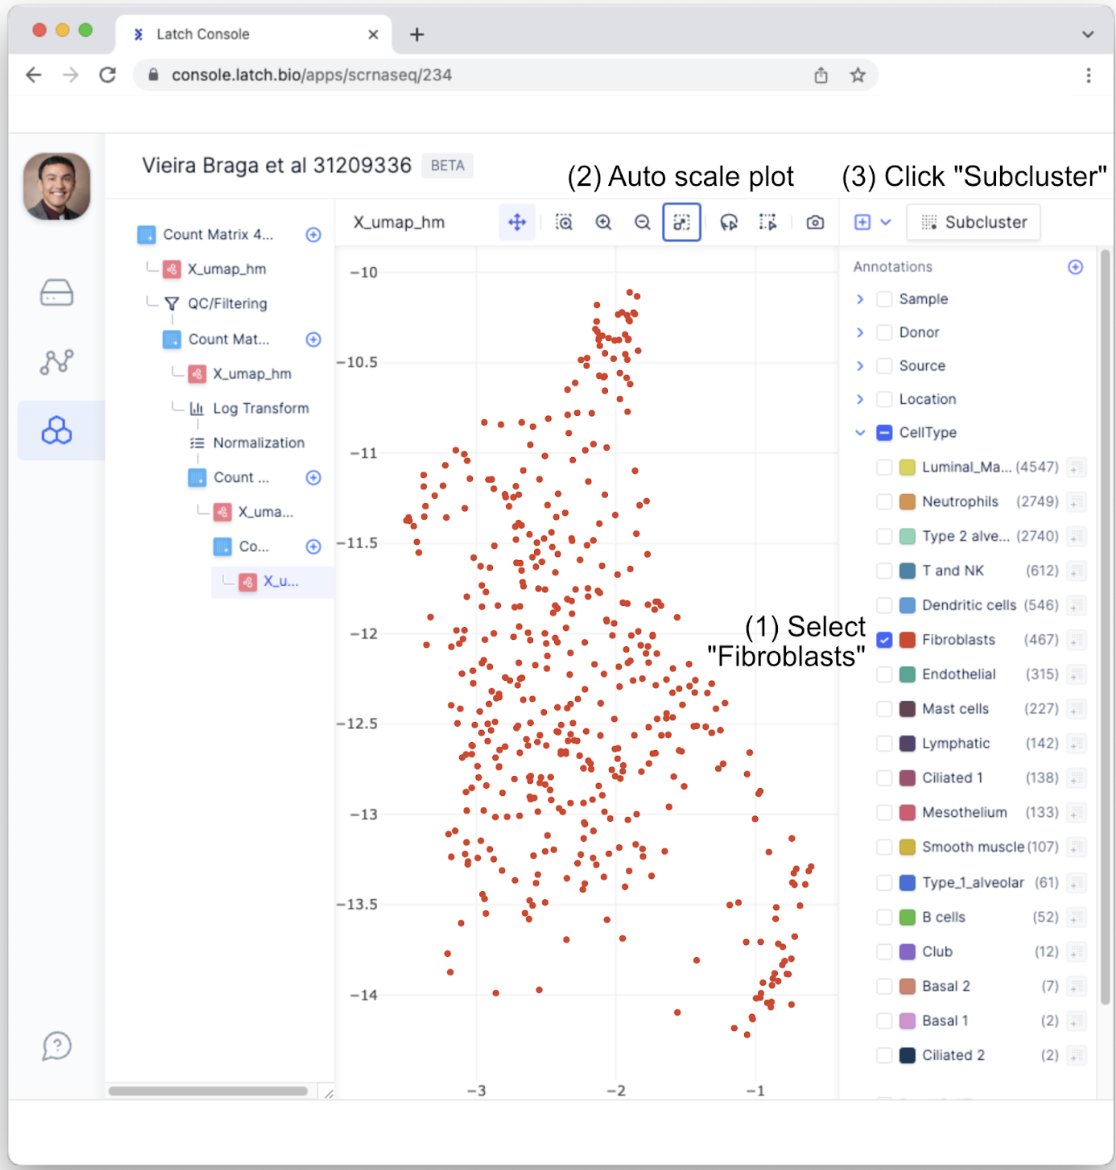 Latch Console
console.latch.bio/apps/scrnaseq/234
Vieira Braga et al 31209336 BETA
(2) Auto scale plot
(3) Click "Subcluster"
Count Matrix 4...
X_umap_hm
QC/Filtering
Count Mat...
X_umap_hm
Log Transform
Normalization
Count ...
X_uma...
Co...
X_u...
X_umap_hm
Subcluster
−10
−10.5
−11
−11.5
−12
−12.5
−13
−13.5
−14
−3 −2 −1
(1) Select
"Fibroblasts"
Annotations
Sample
Donor
Source
Location
CellType
Luminal_Ma... (4547)
Neutrophils (2749)
Type 2 alve... (2740)
T and NK (612)
Dendritic cells (546)
Fibroblasts (467)
Endothelial (315)
Mast cells (227)
Lymphatic (142)
Ciliated 1 (138)
Mesothelium (133)
Smooth muscle (107)
Type_1_alveolar (61)
B cells (52)
Club (12)
Basal 2 (7)
Basal 1 (2)
Ciliated 2 (2)